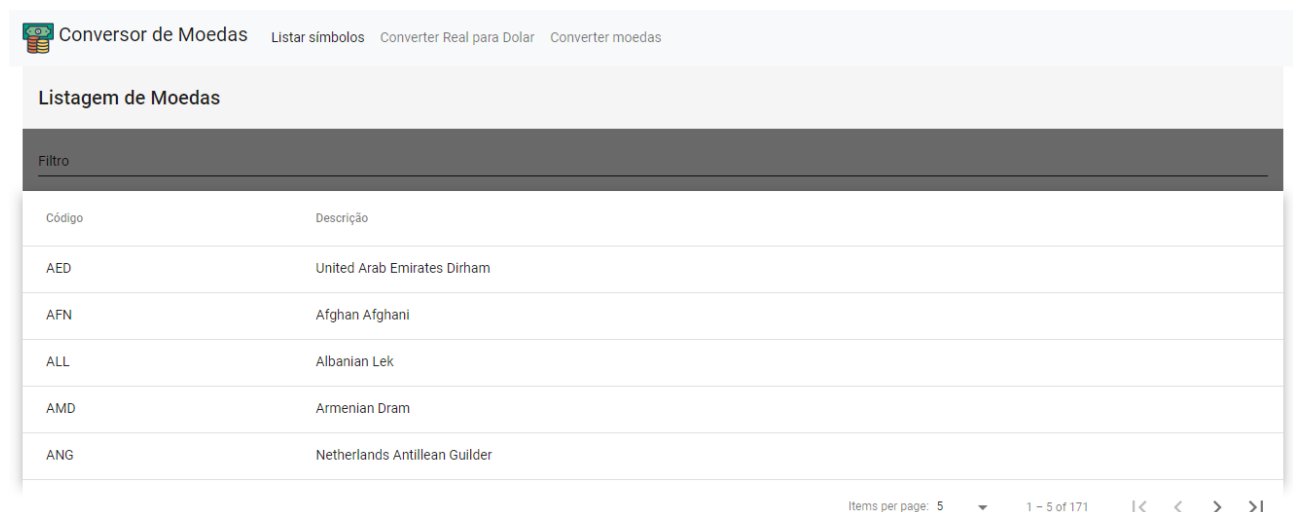 Conversor de Moedas Listar símbolos Converter Real para Dolar Converter moedas
Listagem de Moedas
Filtro
Código Descrição
AED United Arab Emirates Dirham
AFN Afghan Afghani
ALL Albanian Lek
AMD Armenian Dram
ANG Netherlands Antillean Guilder
Items per page: 5 1 – 5 of 171